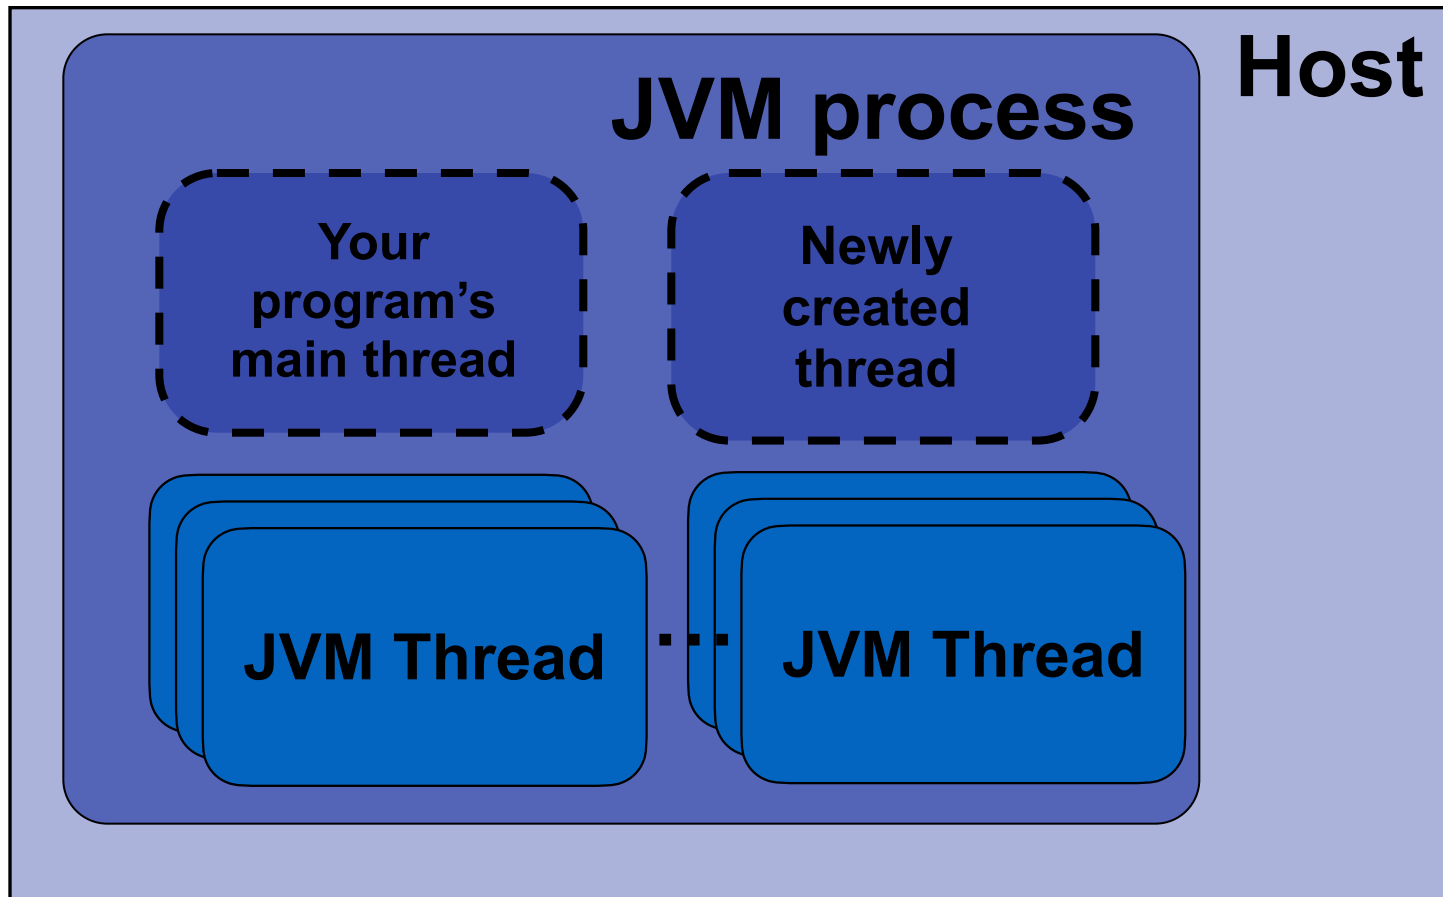 Host
JVM process
Your
program’s
main thread
Newly
created
thread
JVM Thread
...
JVM Thread